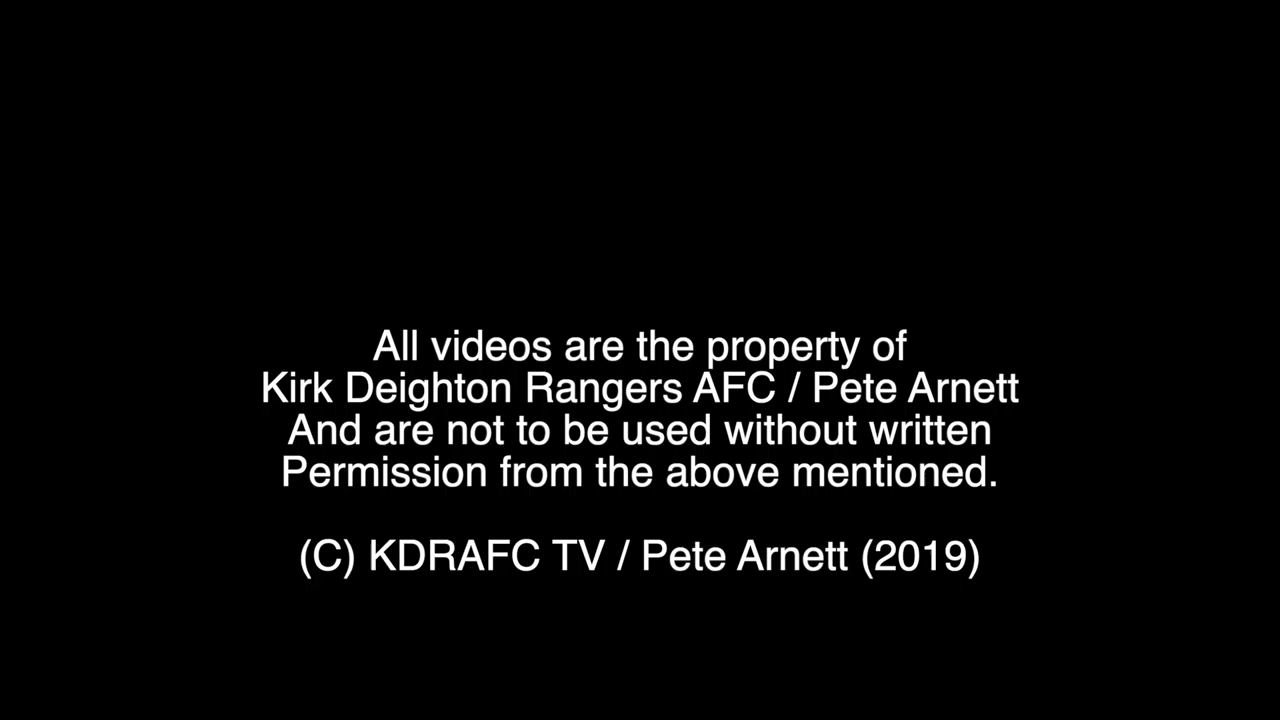 All videos are the property of
Kirk Deighton Rangers AFC / Pete Arnett
And are not to be used without written
Permission from the above mentioned.
(C) KDRAFC TV / Pete Arnett (2019)